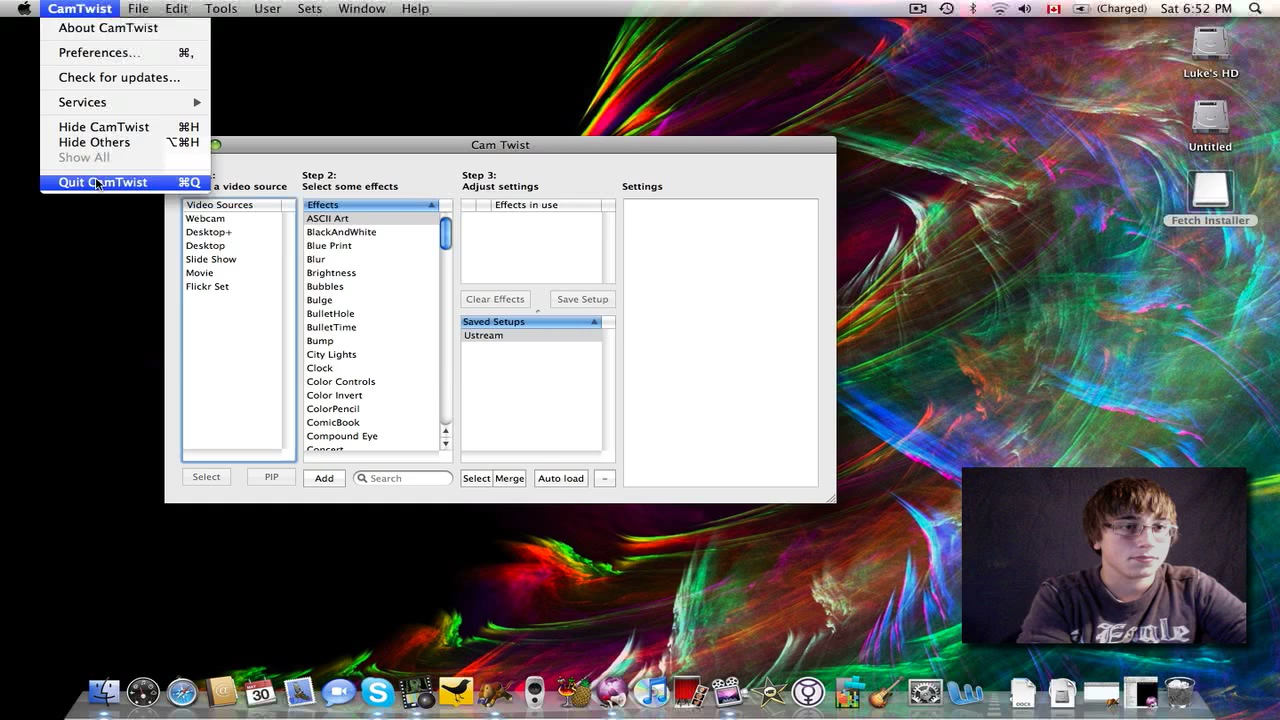 CamTwist File Edit Tools User Sets Window Help (Charged) Sat 6:52 PM
About CamTwist
Preferences... ⌘,
Check for updates...
Services
Hide CamTwist ⌘H
Hide Others ⌥⌘H
Show All
Quit CamTwist ⌘Q
Luke's HD
Untitled
Fetch Installer
Cam Twist
a video source
Step 2:
Select some effects
Step 3:
Adjust settings
Settings
Video Sources
Webcam
Desktop+
Desktop
Slide Show
Movie
Flickr Set
Select PIP
Effects
ASCII Art
BlackAndWhite
Blue Print
Blur
Brightness
Bubbles
Bulge
BulletHole
BulletTime
Bump
City Lights
Clock
Color Controls
Color Invert
ColorPencil
ComicBook
Compound Eye
Concert
Add Search
Effects in use
Clear Effects Save Setup
Saved Setups
Ustream
Select Merge Auto load -
Eagle
NOV
30
DOCX